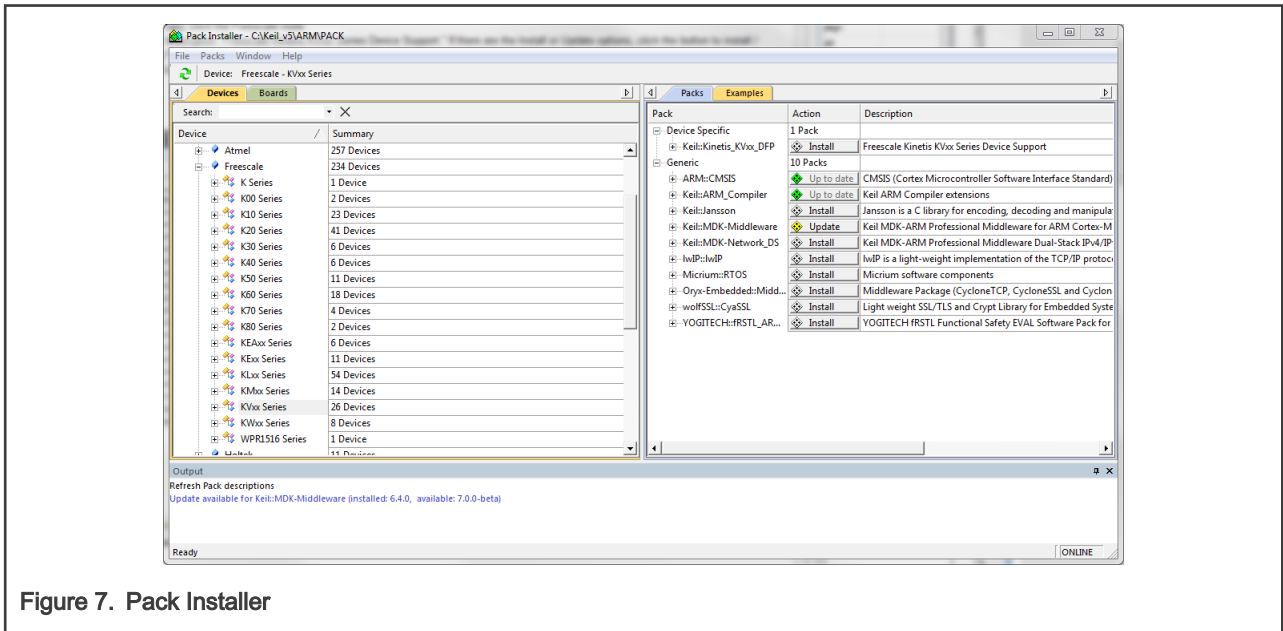 Pack Installer - C:\Keil_v5\ARM\PACK
File Packs Window Help
Device: Freescale - KVxx Series
Devices Boards
Search:
Device / Summary
Atmel 257 Devices
Freescale 234 Devices
K Series 1 Device
K00 Series 2 Devices
K10 Series 23 Devices
K20 Series 41 Devices
K30 Series 6 Devices
K40 Series 6 Devices
K50 Series 11 Devices
K60 Series 18 Devices
K70 Series 4 Devices
K80 Series 2 Devices
KEAxx Series 6 Devices
KExx Series 11 Devices
KLxx Series 54 Devices
KMxx Series 14 Devices
KVxx Series 26 Devices
KWxx Series 8 Devices
WPR1516 Series 1 Device
Holtek 11 Devices
Packs Examples
Pack Action Description
Device Specific 1 Pack
Keil::Kinetis_KVxx_DFP Install Freescale Kinetis KVxx Series Device Support
Generic 10 Packs
ARM::CMSIS Up to date CMSIS (Cortex Microcontroller Software Interface Standard)
Keil::ARM_Compiler Up to date Keil ARM Compiler extensions
Keil::Jansson Install Jansson is a C library for encoding, decoding and manipula
Keil::MDK-Middleware Update Keil MDK-ARM Professional Middleware for ARM Cortex-M
Keil::MDK-Network_DS Install Keil MDK-ARM Professional Middleware Dual-Stack IPv4/IP
lwIP::lwIP Install lwIP is a light-weight implementation of the TCP/IP protoc
Micrium::RTOS Install Micrium software components
Oryx-Embedded::Midd... Install Middleware Package (CycloneTCP, CycloneSSL and Cyclon
wolfSSL::CyaSSL Install Light weight SSL/TLS and Crypt Library for Embedded Syste
YOGITECH::fRSTL_AR... Install YOGITECH fRSTL Functional Safety EVAL Software Pack for
Output
Refresh Pack descriptions
Update available for Keil::MDK-Middleware (installed: 6.4.0, available: 7.0.0-beta)
Ready ONLINE
Figure 7. Pack Installer